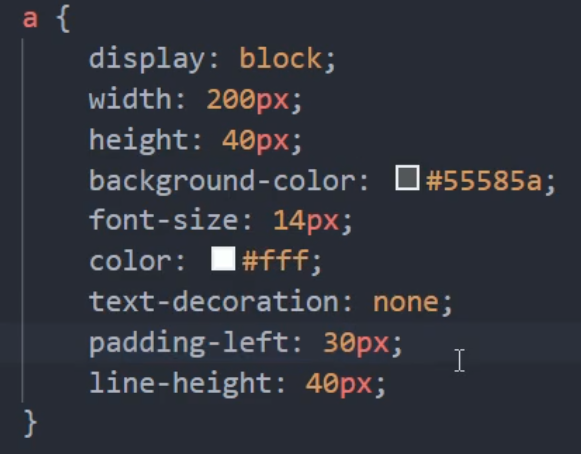 a {
display: block;
width: 200px;
height: 40px;
background-color: #55585a;
font-size: 14px;
color: #fff;
text-decoration: none;
padding-left: 30px;
line-height: 40px;
}